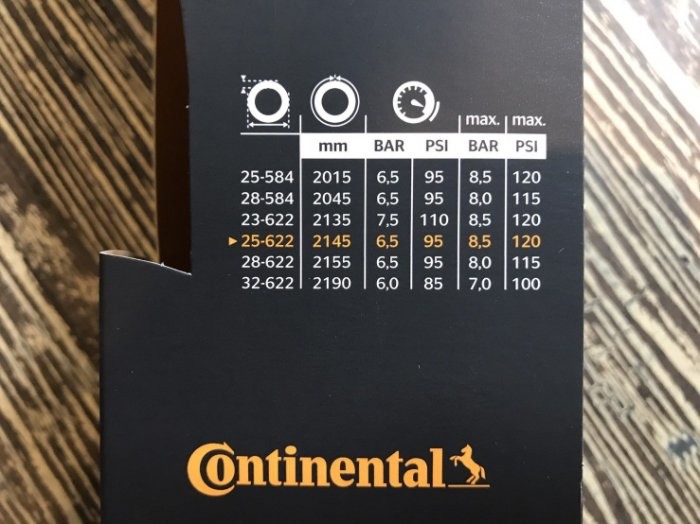 max. max.
mm BAR PSI BAR PSI
25-584 2015 6,5 95 8,5 120
28-584 2045 6,5 95 8,0 115
23-622 2135 7,5 110 8,5 120
▸25-622 2145 6,5 95 8,5 120
28-622 2155 6,5 95 8,0 115
32-622 2190 6,0 85 7,0 100
Continental